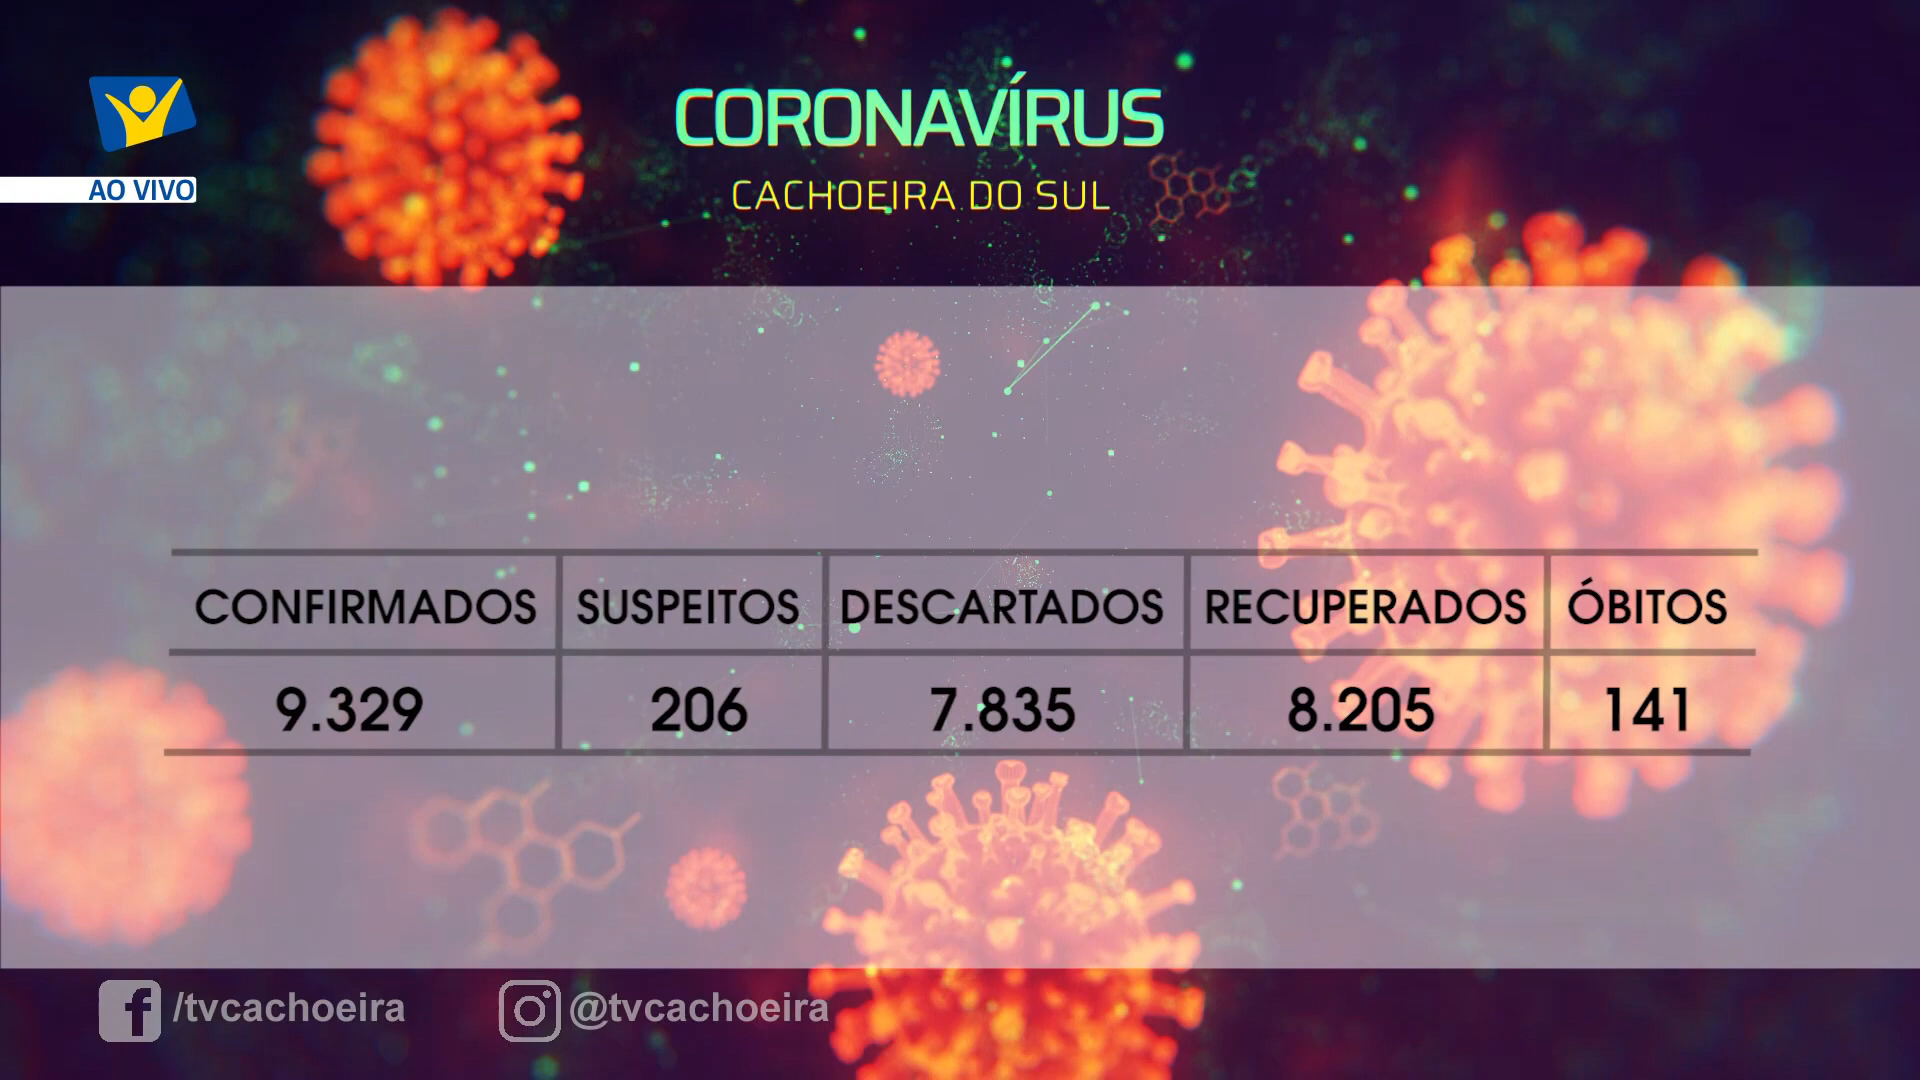 CORONAVÍRUS
CACHOEIRA DO SUL
AO VIVO
CONFIRMADOS SUSPEITOS DESCARTADOS RECUPERADOS ÓBITOS
9.329 206 7.835 8.205 141
/tvcachoeira @tvcachoeira